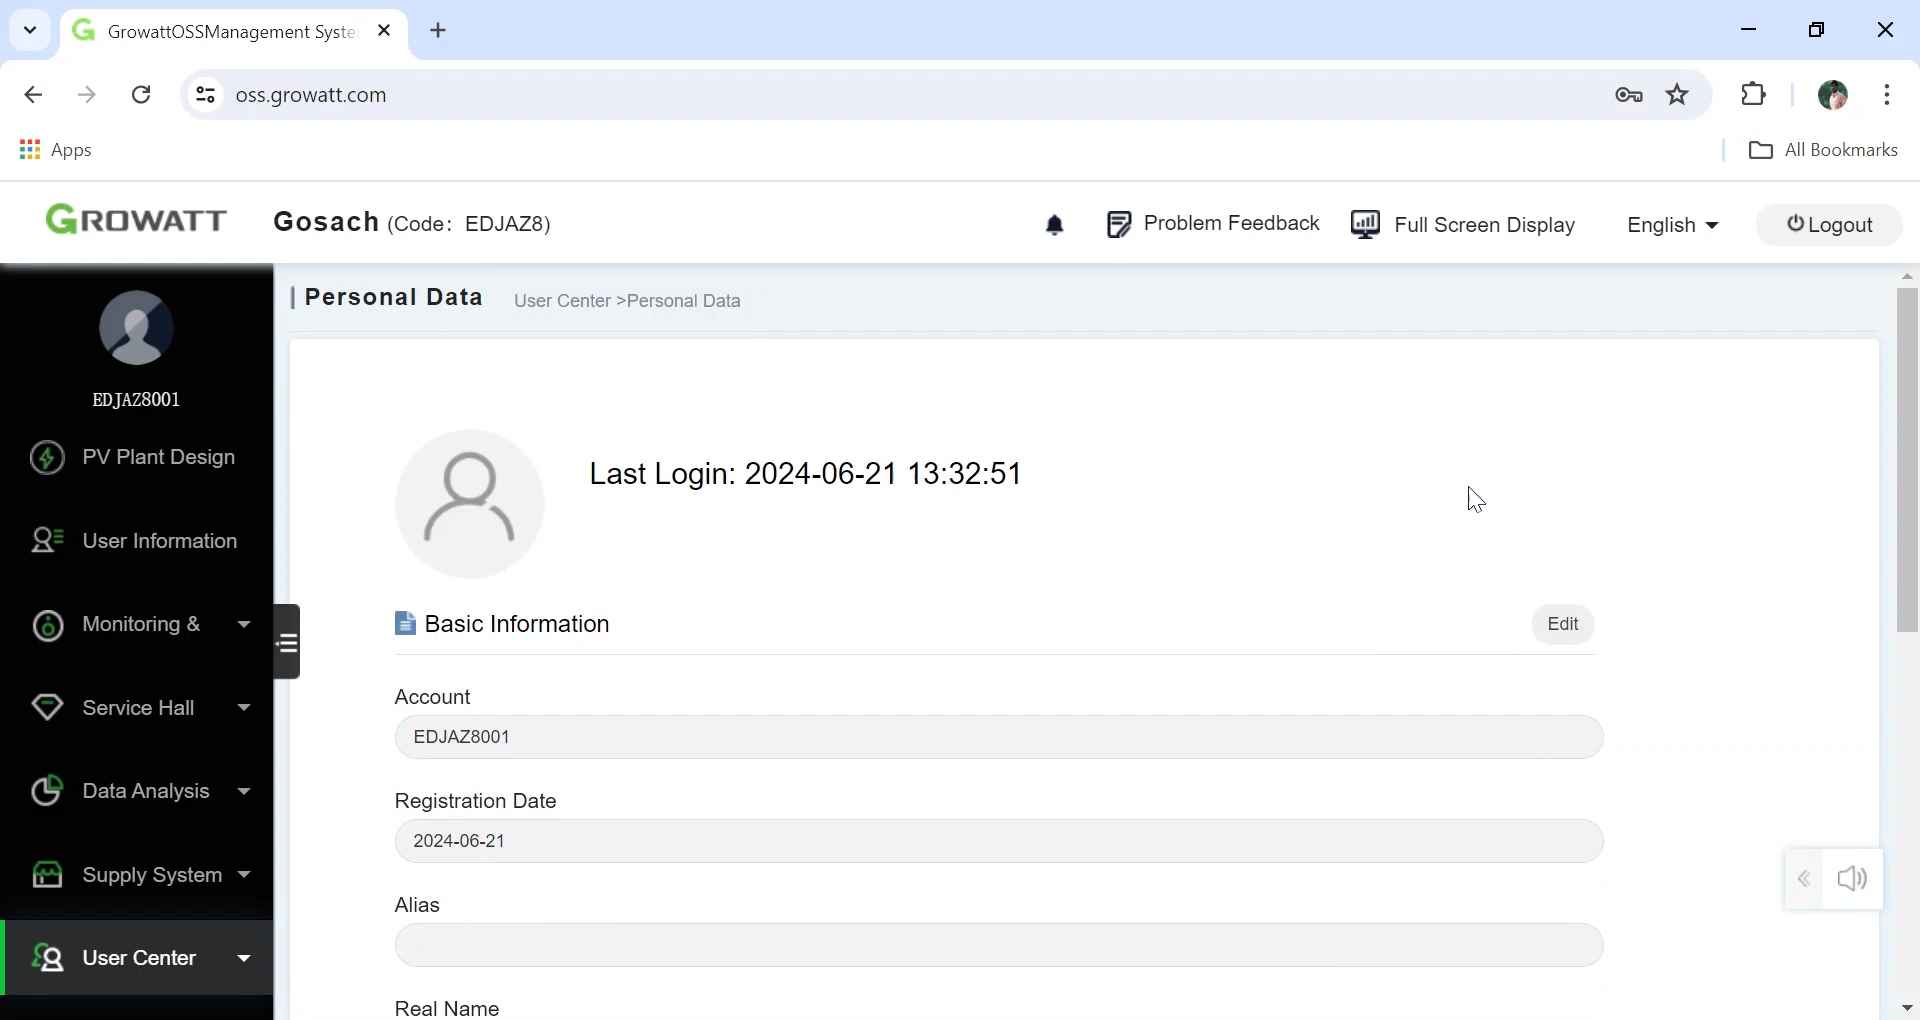 GrowattOSSManagement Syste
oss.growatt.com
Apps
All Bookmarks
GROWATT
Gosach (Code: EDJAZ8)
Problem Feedback
Full Screen Display
English
Logout
EDJAZ8001
PV Plant Design
User Information
Monitoring &
Service Hall
Data Analysis
Supply System
User Center
Personal Data
User Center >Personal Data
Last Login: 2024-06-21 13:32:51
Basic Information
Edit
Account
EDJAZ8001
Registration Date
2024-06-21
Alias
Real Name